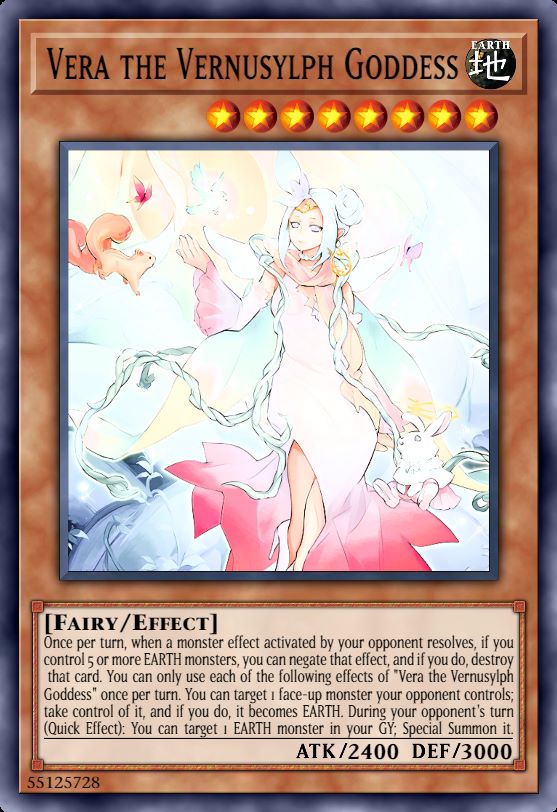 Vera the Vernusylph Goddess
EARTH
地
[Fairy/Effect]
Once per turn, when a monster effect activated by your opponent resolves, if you
control 5 or more EARTH monsters, you can negate that effect, and if you do, destroy
that card. You can only use each of the following effects of "Vera the Vernusylph
Goddess" once per turn. You can target 1 face-up monster your opponent controls;
take control of it, and if you do, it becomes EARTH. During your opponent's turn
(Quick Effect): You can target 1 EARTH monster in your GY; Special Summon it.
ATK/2400 DEF/3000
55125728